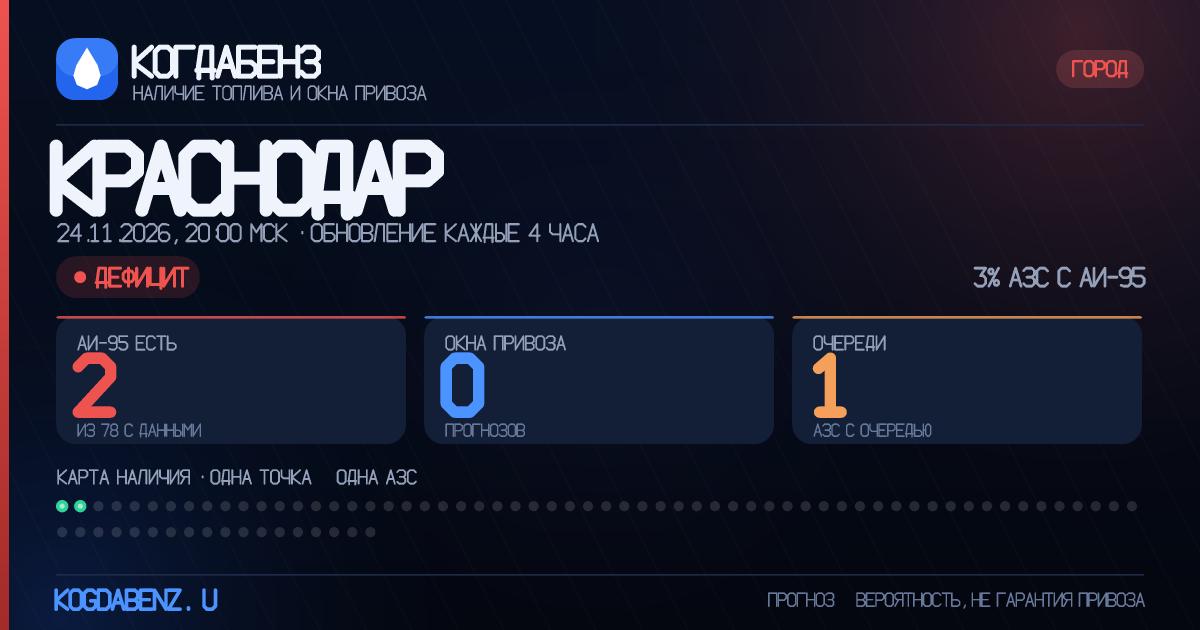 КОГДАБЕНЗ
НАЛИЧИЕ ТОПЛИВА И ОКНА ПРИВОЗА
ГОРОД
КРАСНОДАР
24.11.2026, 20:00 МСК · ОБНОВЛЕНИЕ КАЖДЫЕ 4 ЧАСА
ДЕФИЦИТ
3% АЗС С АИ-95
АИ-95 ЕСТЬ
2
ИЗ 78 С ДАННЫМИ
ОКНА ПРИВОЗА
0
ПРОГНОЗОВ
ОЧЕРЕДИ
1
АЗС С ОЧЕРЕДЬЮ
КАРТА НАЛИЧИЯ · ОДНА ТОЧКА ОДНА АЗС
KOGDABENZ. U
ПРОГНОЗ ВЕРОЯТНОСТЬ, НЕ ГАРАНТИЯ ПРИВОЗА